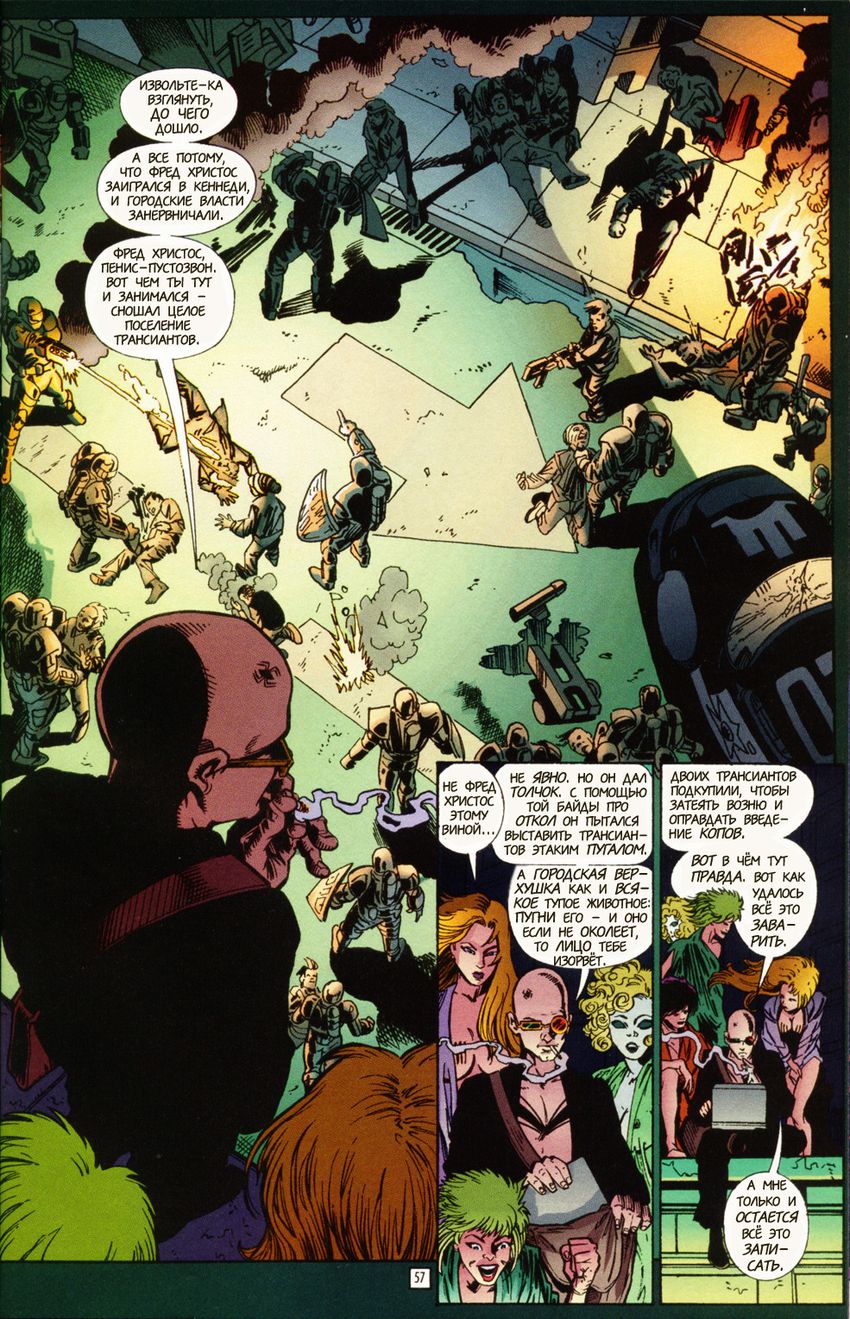 ИЗВОЛЬТЕ-КА
ВЗГЛЯНУТЬ,
ДО ЧЕГО
ДОШЛО.
А ВСЕ ПОТОМУ,
ЧТО ФРЕД ХРИСТОС
ЗАИГРАЛСЯ В КЕННЕДИ,
И ГОРОДСКИЕ ВЛАСТИ
ЗАНЕРВНИЧАЛИ.
ФРЕД ХРИСТОС,
ПЕНИС-ПУСТОЗВОН.
ВОТ ЧЕМ ТЫ ТУТ
И ЗАНИМАЛСЯ –
СНОШАЛ ЦЕЛОЕ
ПОСЕЛЕНИЕ
ТРАНСИАНТОВ.
НЕ ФРЕД
ХРИСТОС
ЭТОМУ
ВИНОЙ...
НЕ ЯВНО. НО ОН ДАЛ
ТОЛЧОК. С ПОМОЩЬЮ
ТОЙ БАЙДЫ ПРО
ОТКОЛ ОН ПЫТАЛСЯ
ВЫСТАВИТЬ ТРАНСИАН-
ТОВ ЭТАКИМ ПУГАЛОМ.
А ГОРОДСКАЯ ВЕР-
ХУШКА КАК И ВСЯ-
КОЕ ТУПОЕ ЖИВОТНОЕ:
ПУГНИ ЕГО – И ОНО
ЕСЛИ НЕ ОКОЛЕЕТ,
ТО ЛИЦО ТЕБЕ
ИЗОРВЁТ.
ДВОИХ ТРАНСИАНТОВ
ПОДКУПИЛИ, ЧТОБЫ
ЗАТЕЯТЬ ВОЗНЮ И
ОПРАВДАТЬ ВВЕДЕ-
НИЕ КОПОВ.
ВОТ В ЧЁМ ТУТ
ПРАВДА. ВОТ КАК
УДАЛОСЬ
ВСЁ ЭТО
ЗАВА-
РИТЬ.
А МНЕ
ТОЛЬКО И
ОСТАЕТСЯ
ВСЁ ЭТО
ЗАПИ-
САТЬ.
57